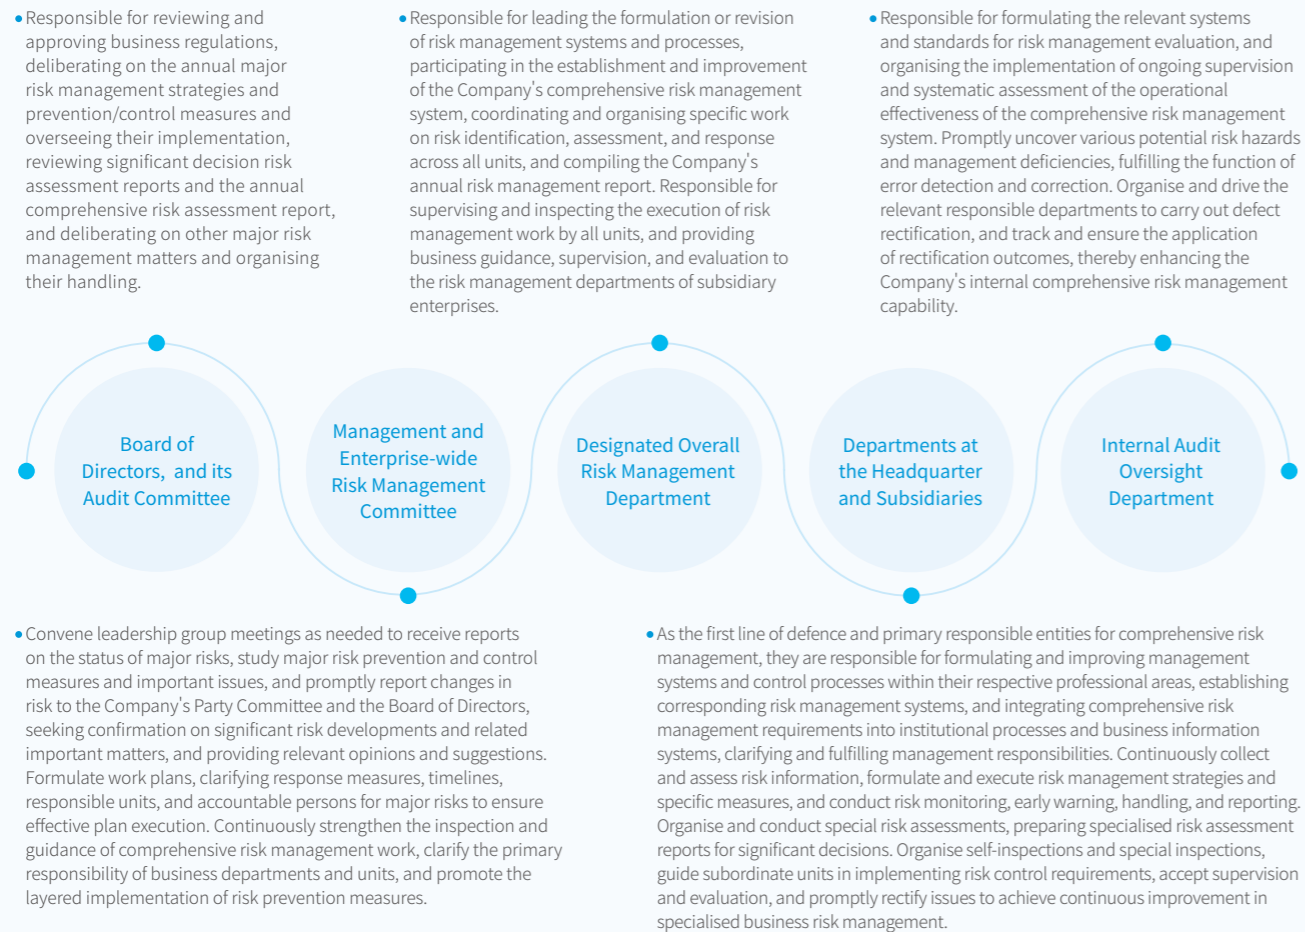 • Responsible for reviewing and
approving business regulations,
deliberating on the annual major
risk management strategies and
prevention/control measures and
overseeing their implementation,
reviewing significant decision risk
assessment reports and the annual
comprehensive risk assessment report,
and deliberating on other major risk
management matters and organising
their handling.
• Responsible for leading the formulation or revision
of risk management systems and processes,
participating in the establishment and improvement
of the Company's comprehensive risk management
system, coordinating and organising specific work
on risk identification, assessment, and response
across all units, and compiling the Company's
annual risk management report. Responsible for
supervising and inspecting the execution of risk
management work by all units, and providing
business guidance, supervision, and evaluation to
the risk management departments of subsidiary
enterprises.
• Responsible for formulating the relevant systems
and standards for risk management evaluation, and
organising the implementation of ongoing supervision
and systematic assessment of the operational
effectiveness of the comprehensive risk management
system. Promptly uncover various potential risk hazards
and management deficiencies, fulfilling the function of
error detection and correction. Organise and drive the
relevant responsible departments to carry out defect
rectification, and track and ensure the application
of rectification outcomes, thereby enhancing the
Company's internal comprehensive risk management
capability.
Board of
Directors, and its
Audit Committee
Management and
Enterprise-wide
Risk Management
Committee
Designated Overall
Risk Management
Department
Departments at
the Headquarter
and Subsidiaries
Internal Audit
Oversight
Department
• Convene leadership group meetings as needed to receive reports
on the status of major risks, study major risk prevention and control
measures and important issues, and promptly report changes in
risk to the Company's Party Committee and the Board of Directors,
seeking confirmation on significant risk developments and related
important matters, and providing relevant opinions and suggestions.
Formulate work plans, clarifying response measures, timelines,
responsible units, and accountable persons for major risks to ensure
effective plan execution. Continuously strengthen the inspection and
guidance of comprehensive risk management work, clarify the primary
responsibility of business departments and units, and promote the
layered implementation of risk prevention measures.
• As the first line of defence and primary responsible entities for comprehensive risk
management, they are responsible for formulating and improving management
systems and control processes within their respective professional areas, establishing
corresponding risk management systems, and integrating comprehensive risk
management requirements into institutional processes and business information
systems, clarifying and fulfilling management responsibilities. Continuously collect
and assess risk information, formulate and execute risk management strategies and
specific measures, and conduct risk monitoring, early warning, handling, and reporting.
Organise and conduct special risk assessments, preparing specialised risk assessment
reports for significant decisions. Organise self-inspections and special inspections,
guide subordinate units in implementing risk control requirements, accept supervision
and evaluation, and promptly rectify issues to achieve continuous improvement in
specialised business risk management.